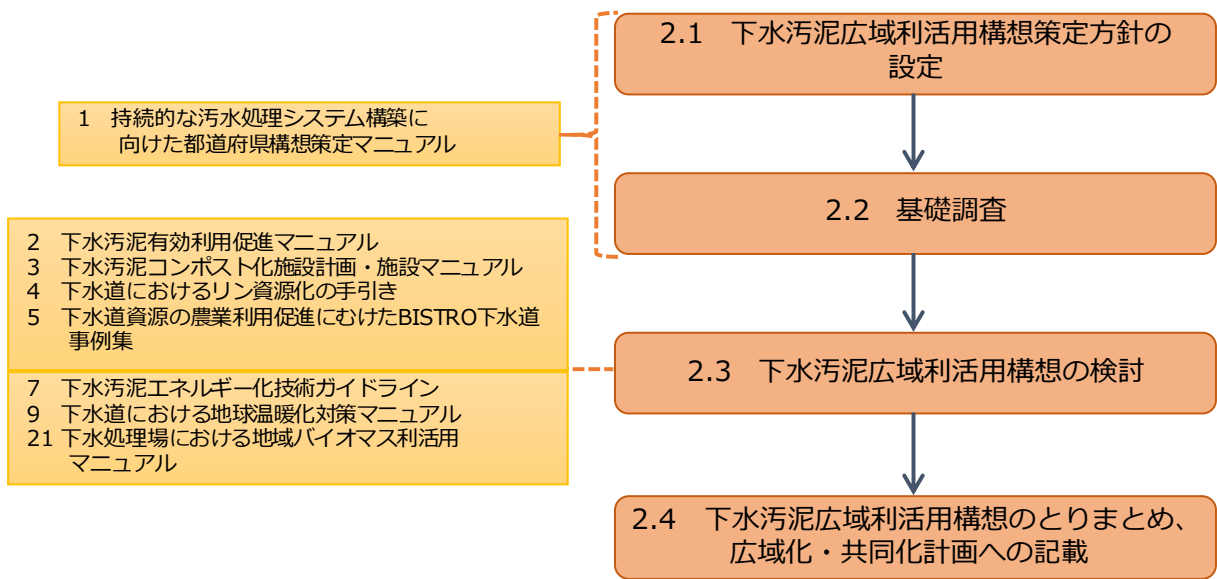 2.1 下水汚泥広域利活用構想策定方針の
設定
1 持続的な汚水処理システム構築に
向けた都道府県構想策定マニュアル
2.2 基礎調査
2 下水汚泥有効利用促進マニュアル
3 下水汚泥コンポスト化施設計画・施設マニュアル
4 下水道におけるリン資源化の手引き
5 下水道資源の農業利用促進にむけたBISTRO下水道
事例集
7 下水汚泥エネルギー化技術ガイドライン
9 下水道における地球温暖化対策マニュアル
21 下水処理場における地域バイオマス利活用
マニュアル
2.3 下水汚泥広域利活用構想の検討
2.4 下水汚泥広域利活用構想のとりまとめ、
広域化・共同化計画への記載